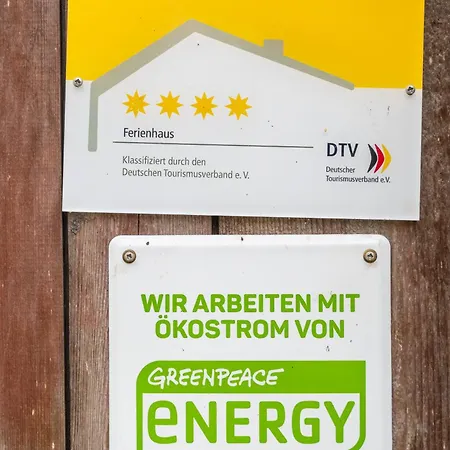 Ferienhaus
Klassifiziert durch den
Deutschen Tourismusverband e. V.
DTV
Deutscher
Tourismusverband e.V.
WIR ARBEITEN MIT
ÖKOSTROM VON
GREENPEACE
eNERGY